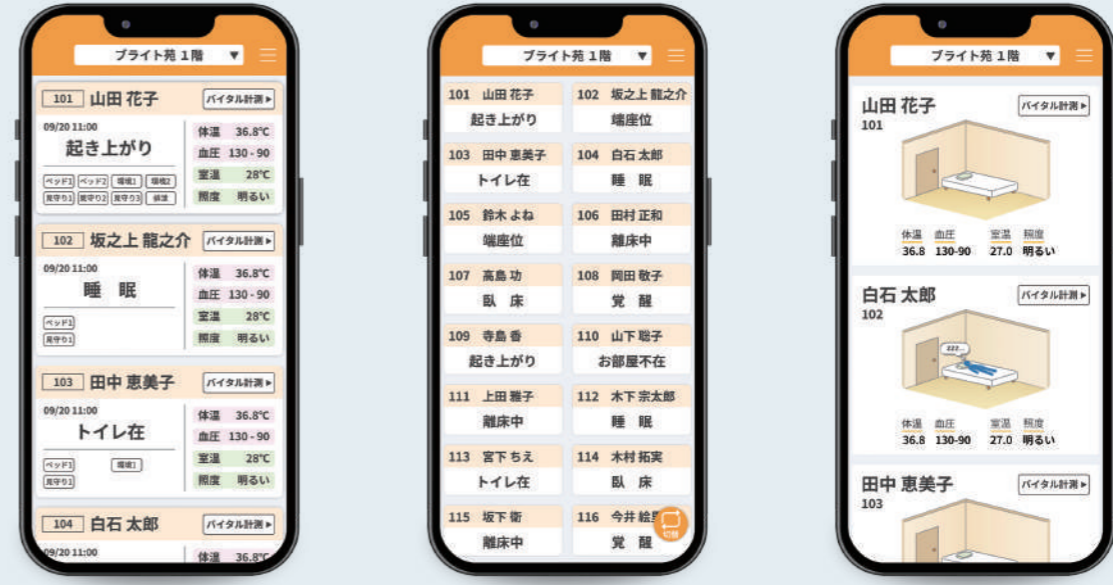 ブライト苑 1階 ▼
101 山田 花子 バイタル計測▶
09/20 11:00
起き上がり
体温 36.8℃
血圧 130 - 90
室温 28℃
照度 明るい
ベッド1 ベッド2 環境1 環境2
見守り1 見守り2 見守り3
102 坂之上 龍之介 バイタル計測▶
09/20 11:00
睡 眠
体温 36.8℃
血圧 130 - 90
室温 28℃
照度 明るい
ベッド1
見守り1
103 田中 恵美子 バイタル計測▶
09/20 11:00
トイレ在
体温 36.8℃
血圧 130 - 90
室温 28℃
照度 明るい
ベッド1 環境1
見守り1
104 白石 太郎 バイタル計測▶
09/20 11:00
体温 36.8℃
ブライト苑 1階 ▼
101 山田 花子 102 坂之上 龍之介
起き上がり 端座位
103 田中 恵美子 104 白石 太郎
トイレ在 睡 眠
105 鈴木 よね 106 田村 正和
端座位 離床中
107 高島 功 108 岡田 敬子
臥 床 覚 醒
109 寺島 香 110 山下 聡子
起き上がり お部屋不在
111 上田 雅子 112 木下 宗太郎
離床中 睡 眠
113 宮下 ちえ 114 木村 拓実
トイレ在 臥 床
115 坂下 衛 116 今井 絵
離床中 覚 醒
切替
ブライト苑 1階 ▼
山田 花子 バイタル計測▶
101
体温 血圧 室温 照度
36.8 130-90 27.0 明るい
白石 太郎 バイタル計測▶
102
zzz...
体温 血圧 室温 照度
36.8 130-90 27.0 明るい
田中 恵美子 バイタル計測▶
103